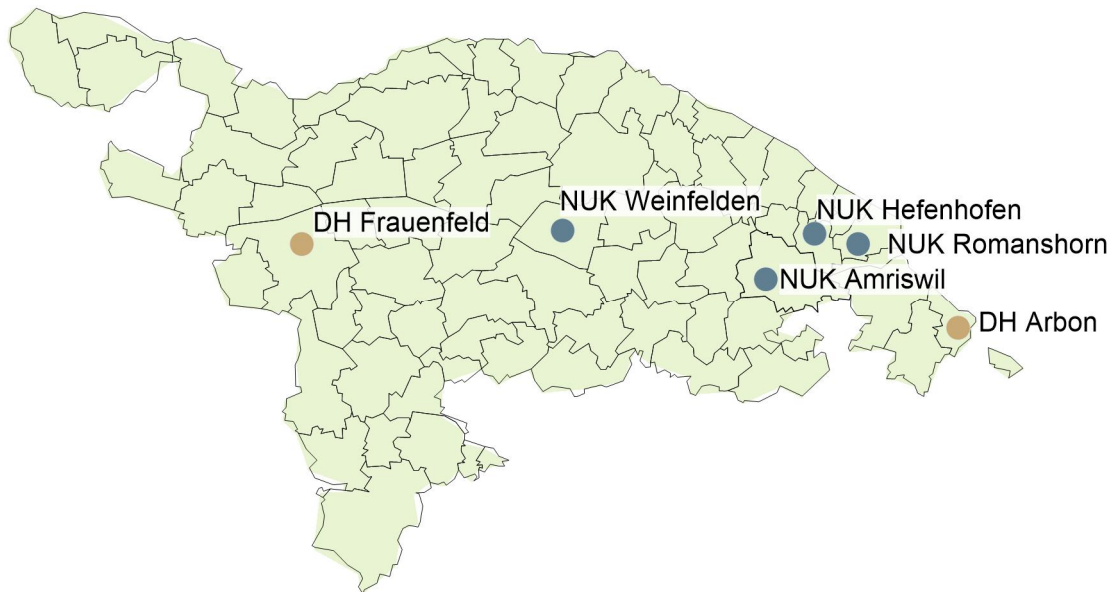 NUK Weinfelden
NUK Hefenhofen
DH Frauenfeld
NUK Romanshorn
NUK Amriswil
DH Arbon